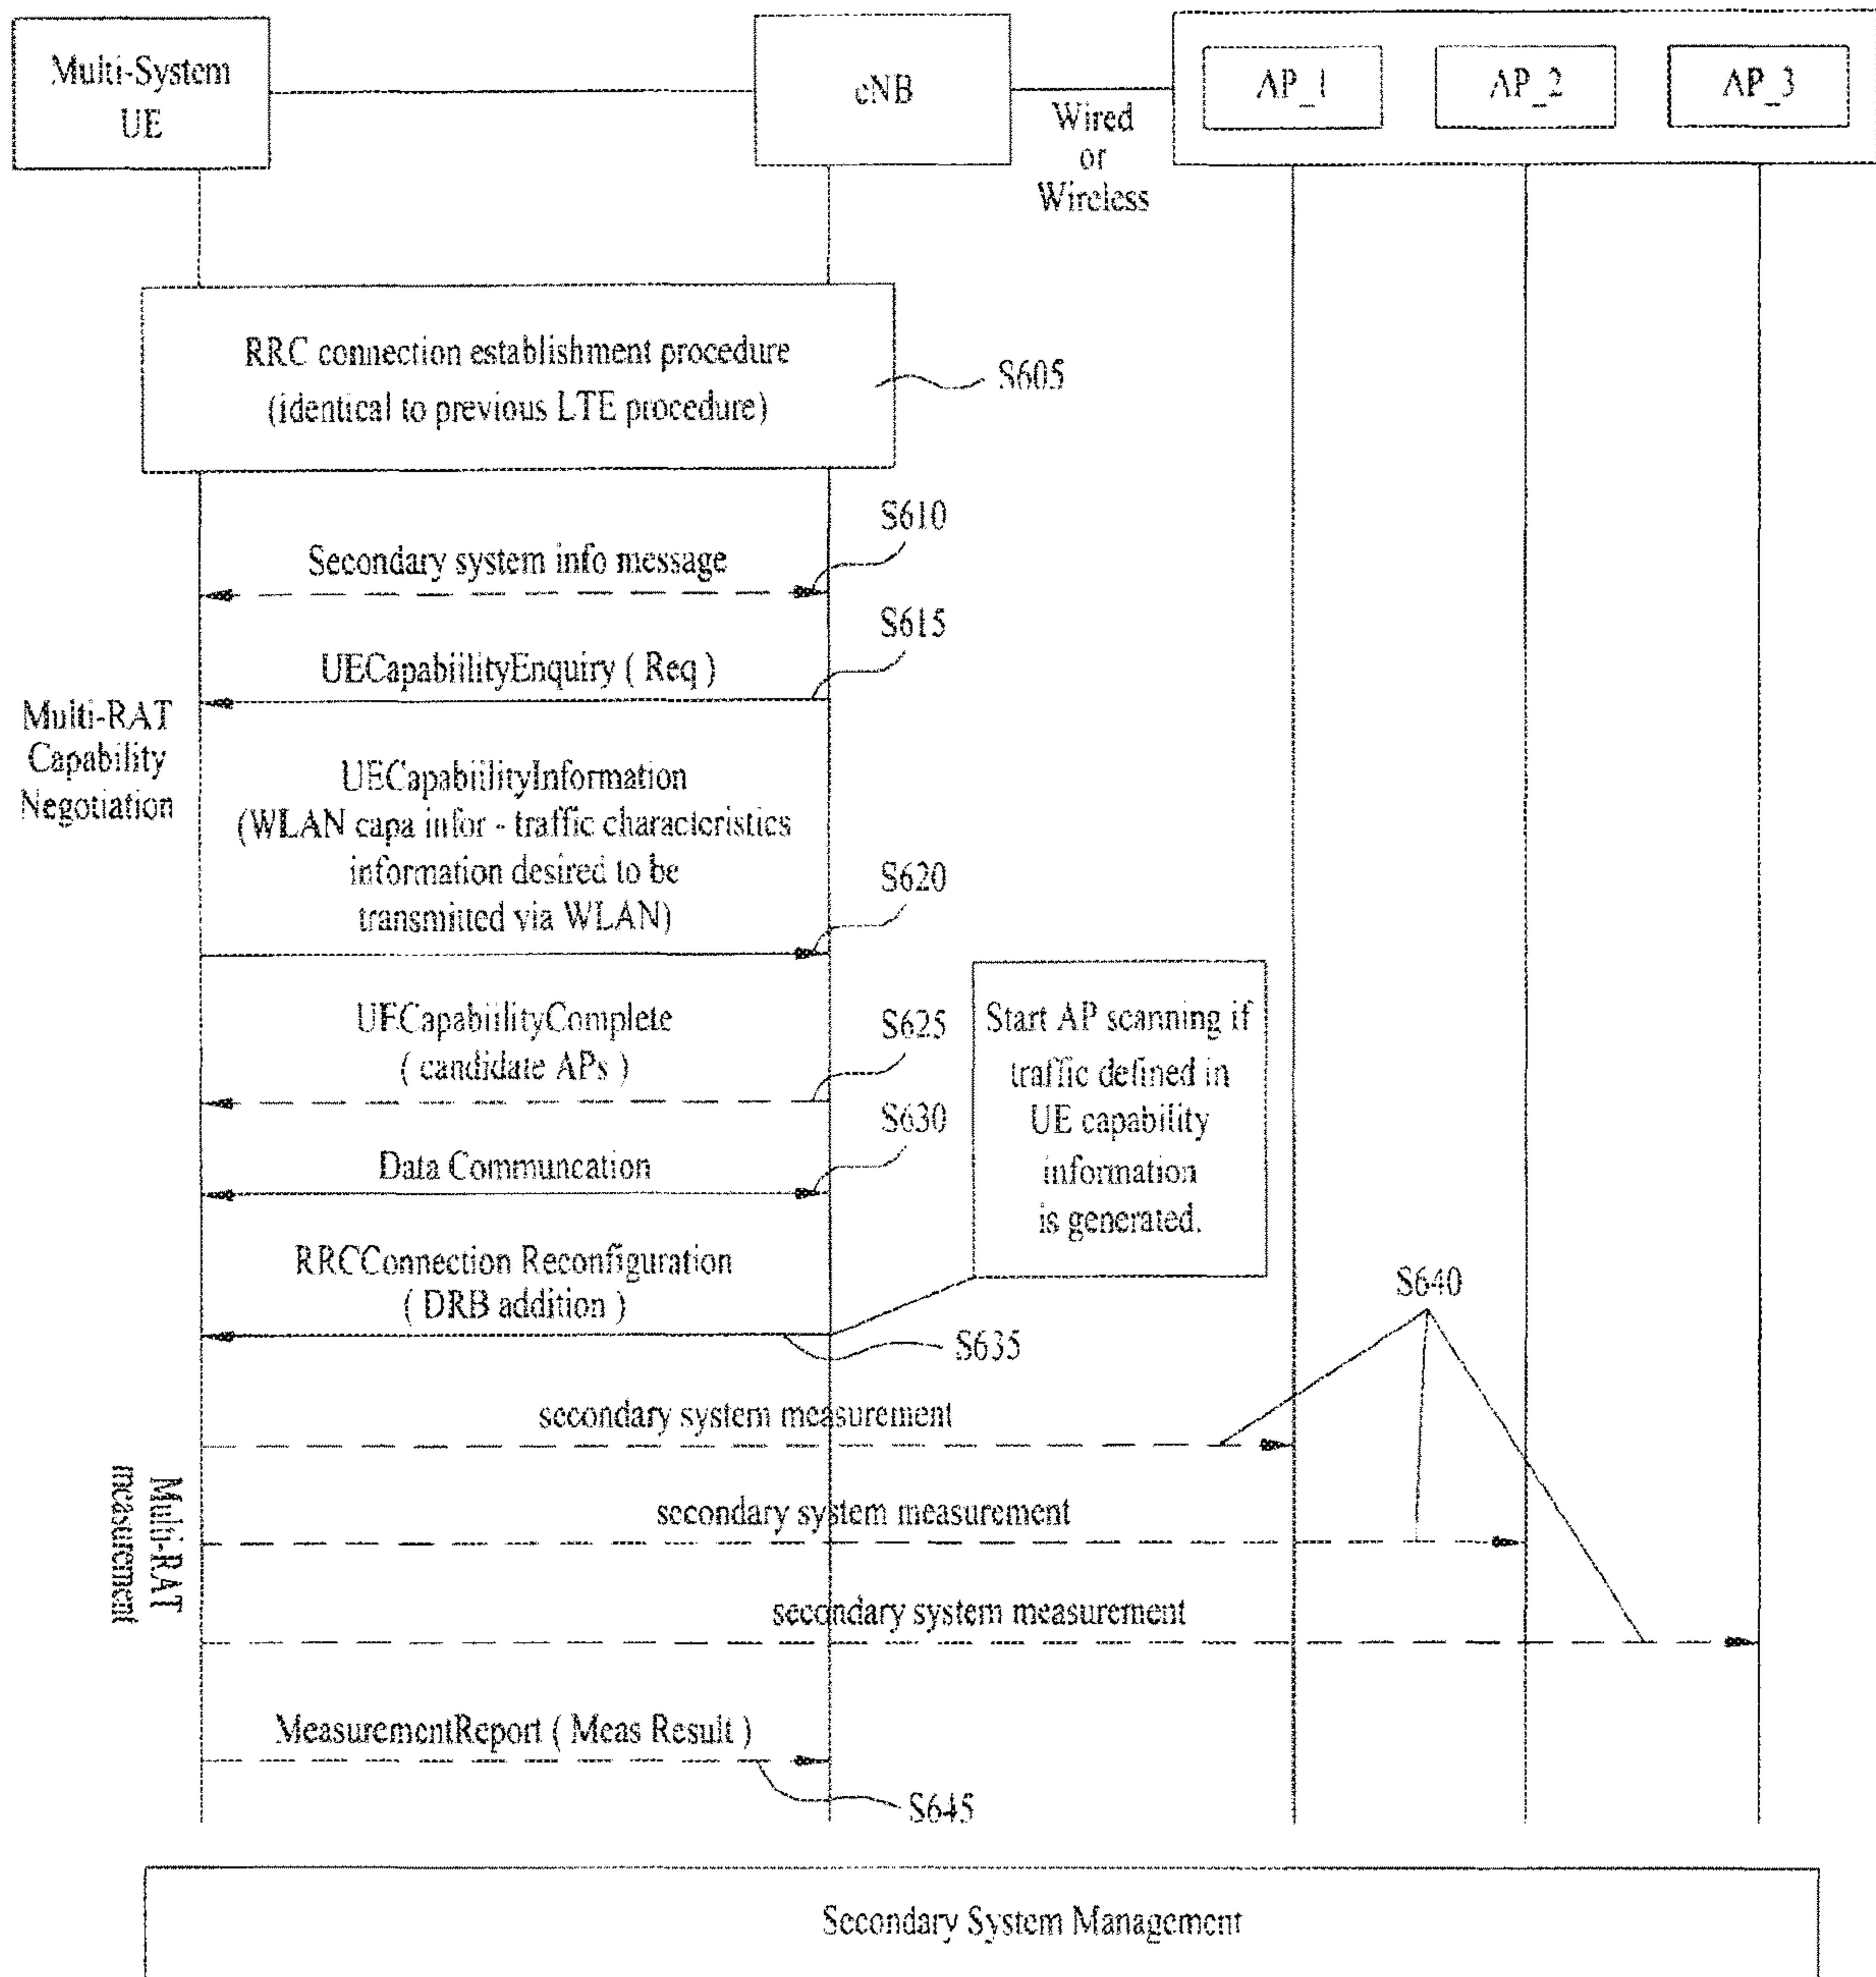 Multi-System
UE
eNB
Wired
or
Wireless
AP_1
AP_2
AP_3
RRC connection establishment procedure
(identical to previous LTE procedure)
S605
S610
Secondary system info message
S615
UECapabiilityEnquiry ( Req )
Multi-RAT
Capability
Negotiation
UECapabiilityInformation
(WLAN capa infor - traffic characteristics
information desired to be
transmitted via WLAN)
S620
UECapabiilityComplete
( candidate APs )
S625
Start AP scanning if
traffic defined in
UE capability
information
is generated.
S630
Data Communcation
RRCConnection Reconfiguration
( DRB addition )
S635
S640
secondary system measurement
Multi-RAT
measurement
secondary system measurement
secondary system measurement
MeasurementReport ( Meas Result )
S645
Secondary System Management